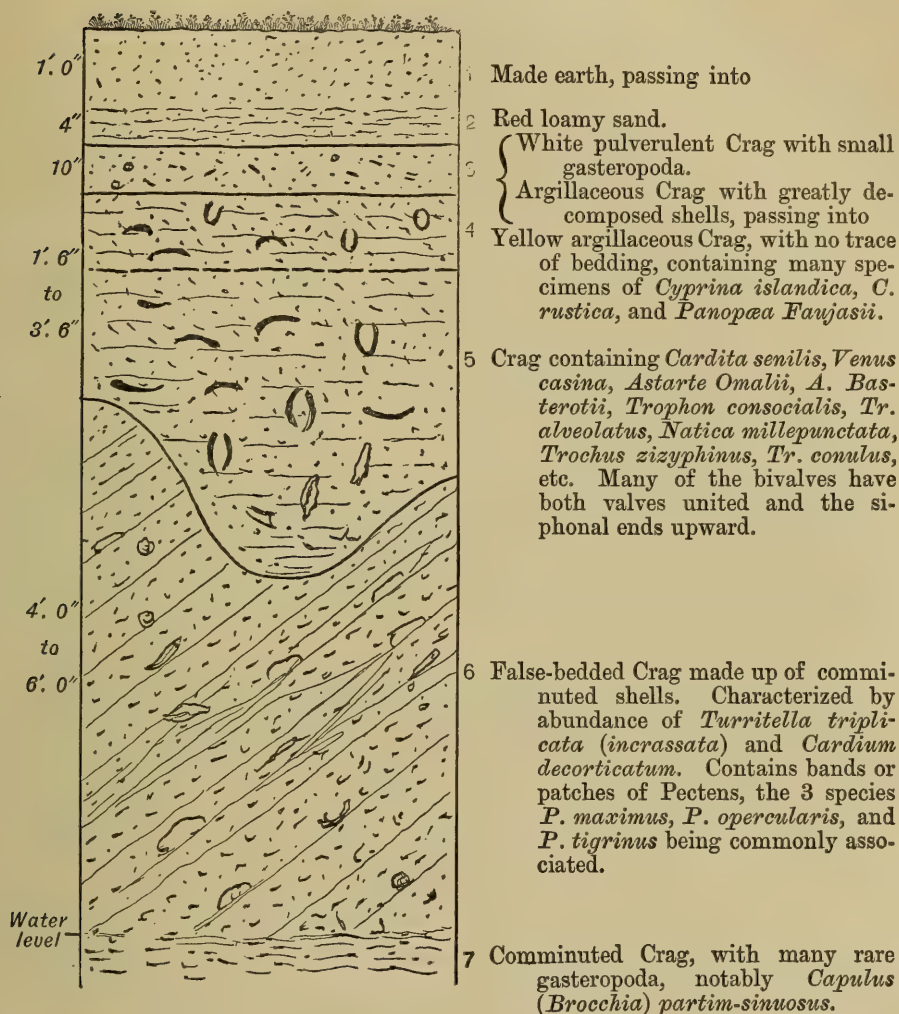 1'. 0"
4"
10"
1'. 6"
to
3'. 6"
4'. 0"
to
6'. 0"
Water
level
1 Made earth, passing into
2 Red loamy sand.
3 White pulverulent Crag with small
gasteropoda.
Argillaceous Crag with greatly de-
composed shells, passing into
4 Yellow argillaceous Crag, with no trace
of bedding, containing many spe-
cimens of Cyprina islandica, C.
rustica, and Panopæa Faujasii.
5 Crag containing Cardita senilis, Venus
casina, Astarte Omalii, A. Bas-
terotii, Trophon consocialis, Tr.
alveolatus, Natica millepunctata,
Trochus zizyphinus, Tr. conulus,
etc. Many of the bivalves have
both valves united and the si-
phonal ends upward.
6 False-bedded Crag made up of commi-
nuted shells. Characterized by
abundance of Turritella tripli-
cata (incrassata) and Cardium
decorticatum. Contains bands or
patches of Pectens, the 3 species
P. maximus, P. opercularis, and
P. tigrinus being commonly asso-
ciated.
7 Comminuted Crag, with many rare
gasteropoda, notably Capulus
(Brocchia) partim-sinuosus.